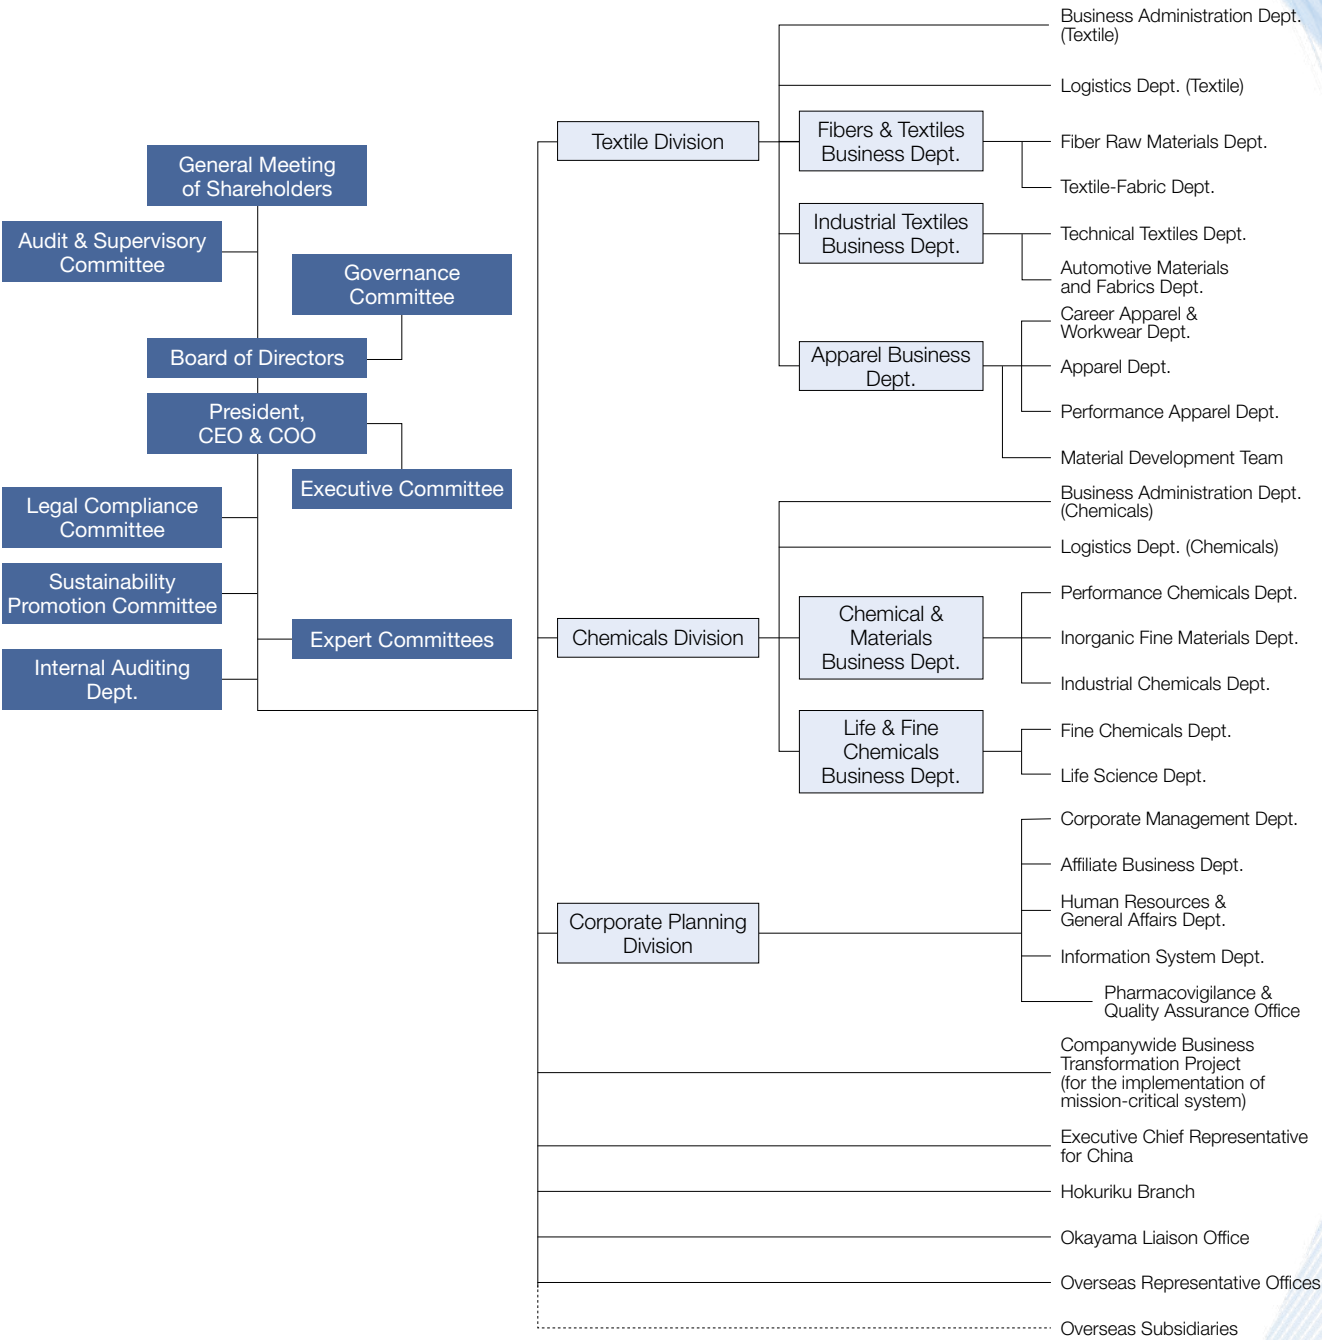 General Meeting
of Shareholders
Audit & Supervisory
Committee
Governance
Committee
Board of Directors
President,
CEO & COO
Executive Committee
Legal Compliance
Committee
Sustainability
Promotion Committee
Expert Committees
Internal Auditing
Dept.
Textile Division
Business Administration Dept.
(Textile)
Logistics Dept. (Textile)
Fibers & Textiles
Business Dept.
Fiber Raw Materials Dept.
Textile-Fabric Dept.
Industrial Textiles
Business Dept.
Technical Textiles Dept.
Automotive Materials
and Fabrics Dept.
Apparel Business
Dept.
Career Apparel &
Workwear Dept.
Apparel Dept.
Performance Apparel Dept.
Material Development Team
Chemicals Division
Business Administration Dept.
(Chemicals)
Logistics Dept. (Chemicals)
Chemical &
Materials
Business Dept.
Performance Chemicals Dept.
Inorganic Fine Materials Dept.
Industrial Chemicals Dept.
Life & Fine
Chemicals
Business Dept.
Fine Chemicals Dept.
Life Science Dept.
Corporate Planning
Division
Corporate Management Dept.
Affiliate Business Dept.
Human Resources &
General Affairs Dept.
Information System Dept.
Pharmacovigilance &
Quality Assurance Office
Companywide Business
Transformation Project
(for the implementation of
mission-critical system)
Executive Chief Representative
for China
Hokuriku Branch
Okayama Liaison Office
Overseas Representative Offices
Overseas Subsidiaries